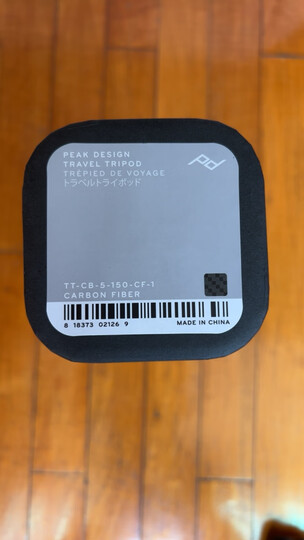 PEAK DESIGN
TRAVEL TRIPOD
TRÉPIED DE VOYAGE
トラベルトライポッド
pd
TT-CB-5-150-CF-1
CARBON FIBER
8 18373 02126 9
MADE IN CHINA